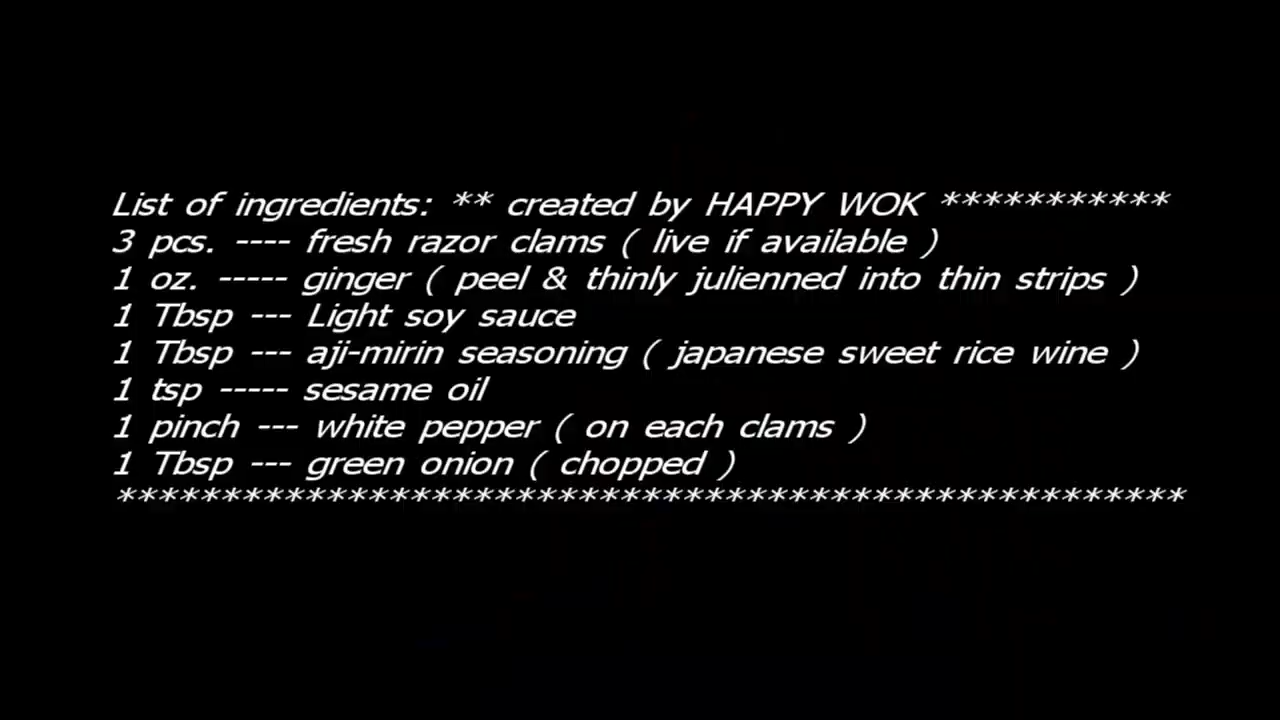 List of ingredients: ** created by HAPPY WOK ***********
3 pcs. ---- fresh razor clams ( live if available )
1 oz. ----- ginger ( peel & thinly julienned into thin strips )
1 Tbsp --- Light soy sauce
1 Tbsp --- aji-mirin seasoning ( japanese sweet rice wine )
1 tsp ----- sesame oil
1 pinch --- white pepper ( on each clams )
1 Tbsp --- green onion ( chopped )
***************************************************